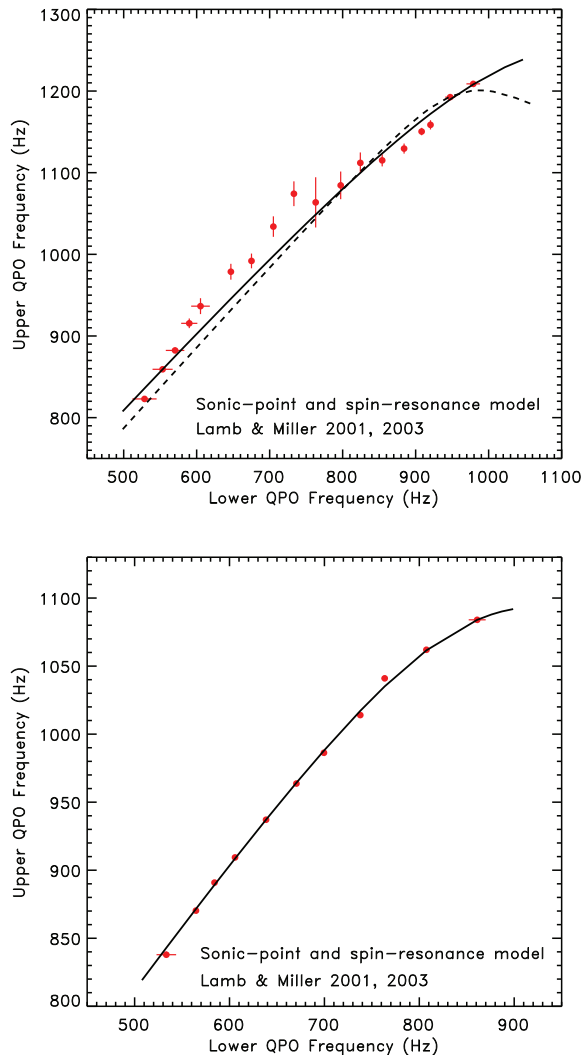 1300
1200
1100
1000
900
800
Upper QPO Frequency (Hz)
Sonic-point and spin-resonance model
Lamb & Miller 2001, 2003
500 600 700 800 900 1000 1100
Lower QPO Frequency (Hz)
1100
1050
1000
950
900
850
800
Upper QPO Frequency (Hz)
Sonic-point and spin-resonance model
Lamb & Miller 2001, 2003
500 600 700 800 900
Lower QPO Frequency (Hz)